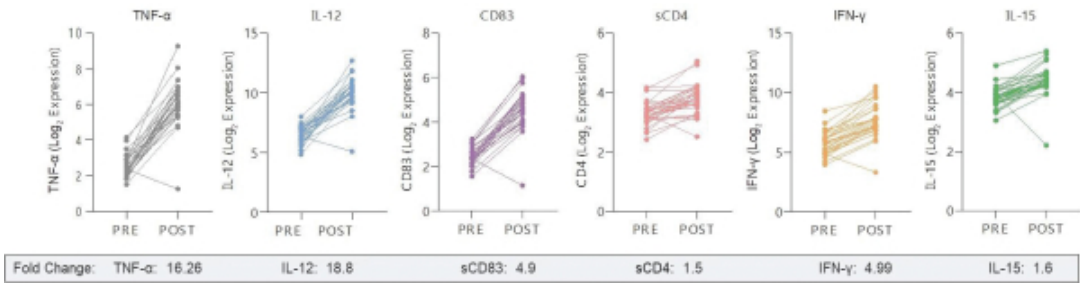 TNF-α IL-12 CD83 sCD4 IFN-γ IL-15
TNF-α (Log₂ Expression)
10
8
6
4
2
0
PRE POST
IL-12 (Log₂ Expression)
15
10
5
0
PRE POST
CD83 (Log₂ Expression)
8
6
4
2
0
PRE POST
CD4 (Log₂ Expression)
6
4
2
0
PRE POST
IFN-γ (Log₂ Expression)
15
10
5
0
PRE POST
IL-15 (Log₂ Expression)
6
4
2
0
PRE POST
Fold Change: TNF-α: 16.26 IL-12: 18.8 sCD83: 4.9 sCD4: 1.5 IFN-γ: 4.99 IL-15: 1.6